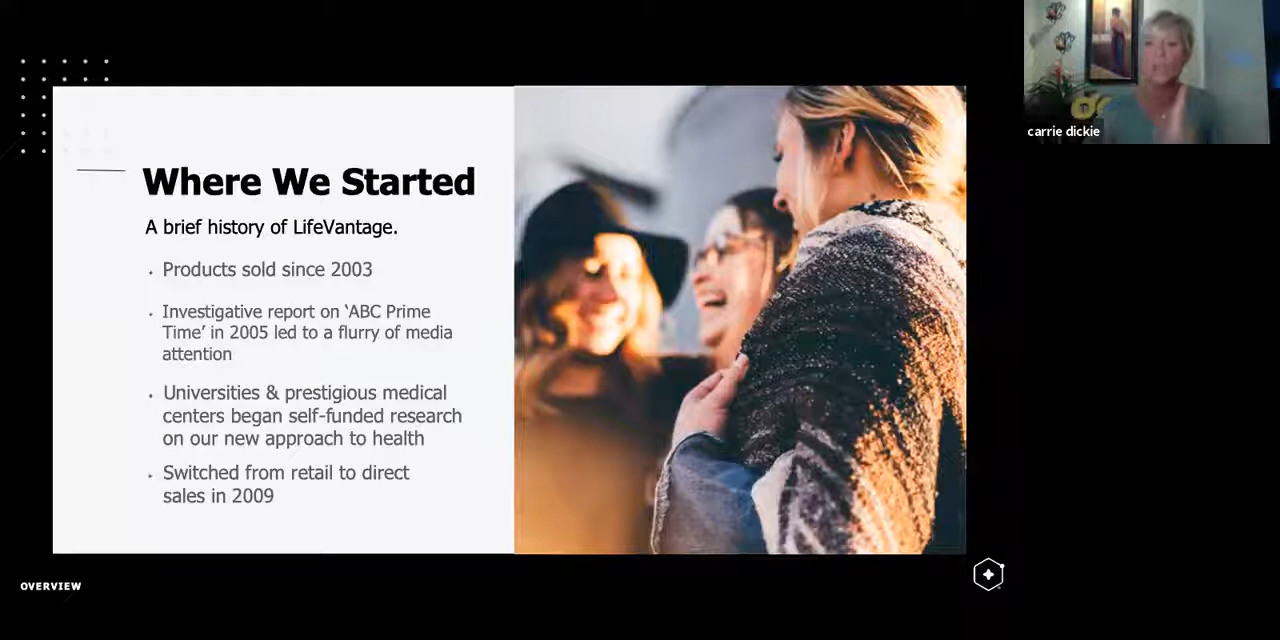 carrie dickie
Where We Started
A brief history of LifeVantage.
• Products sold since 2003
• Investigative report on ‘ABC Prime
Time’ in 2005 led to a flurry of media
attention
• Universities & prestigious medical
centers began self-funded research
on our new approach to health
• Switched from retail to direct
sales in 2009
OVERVIEW